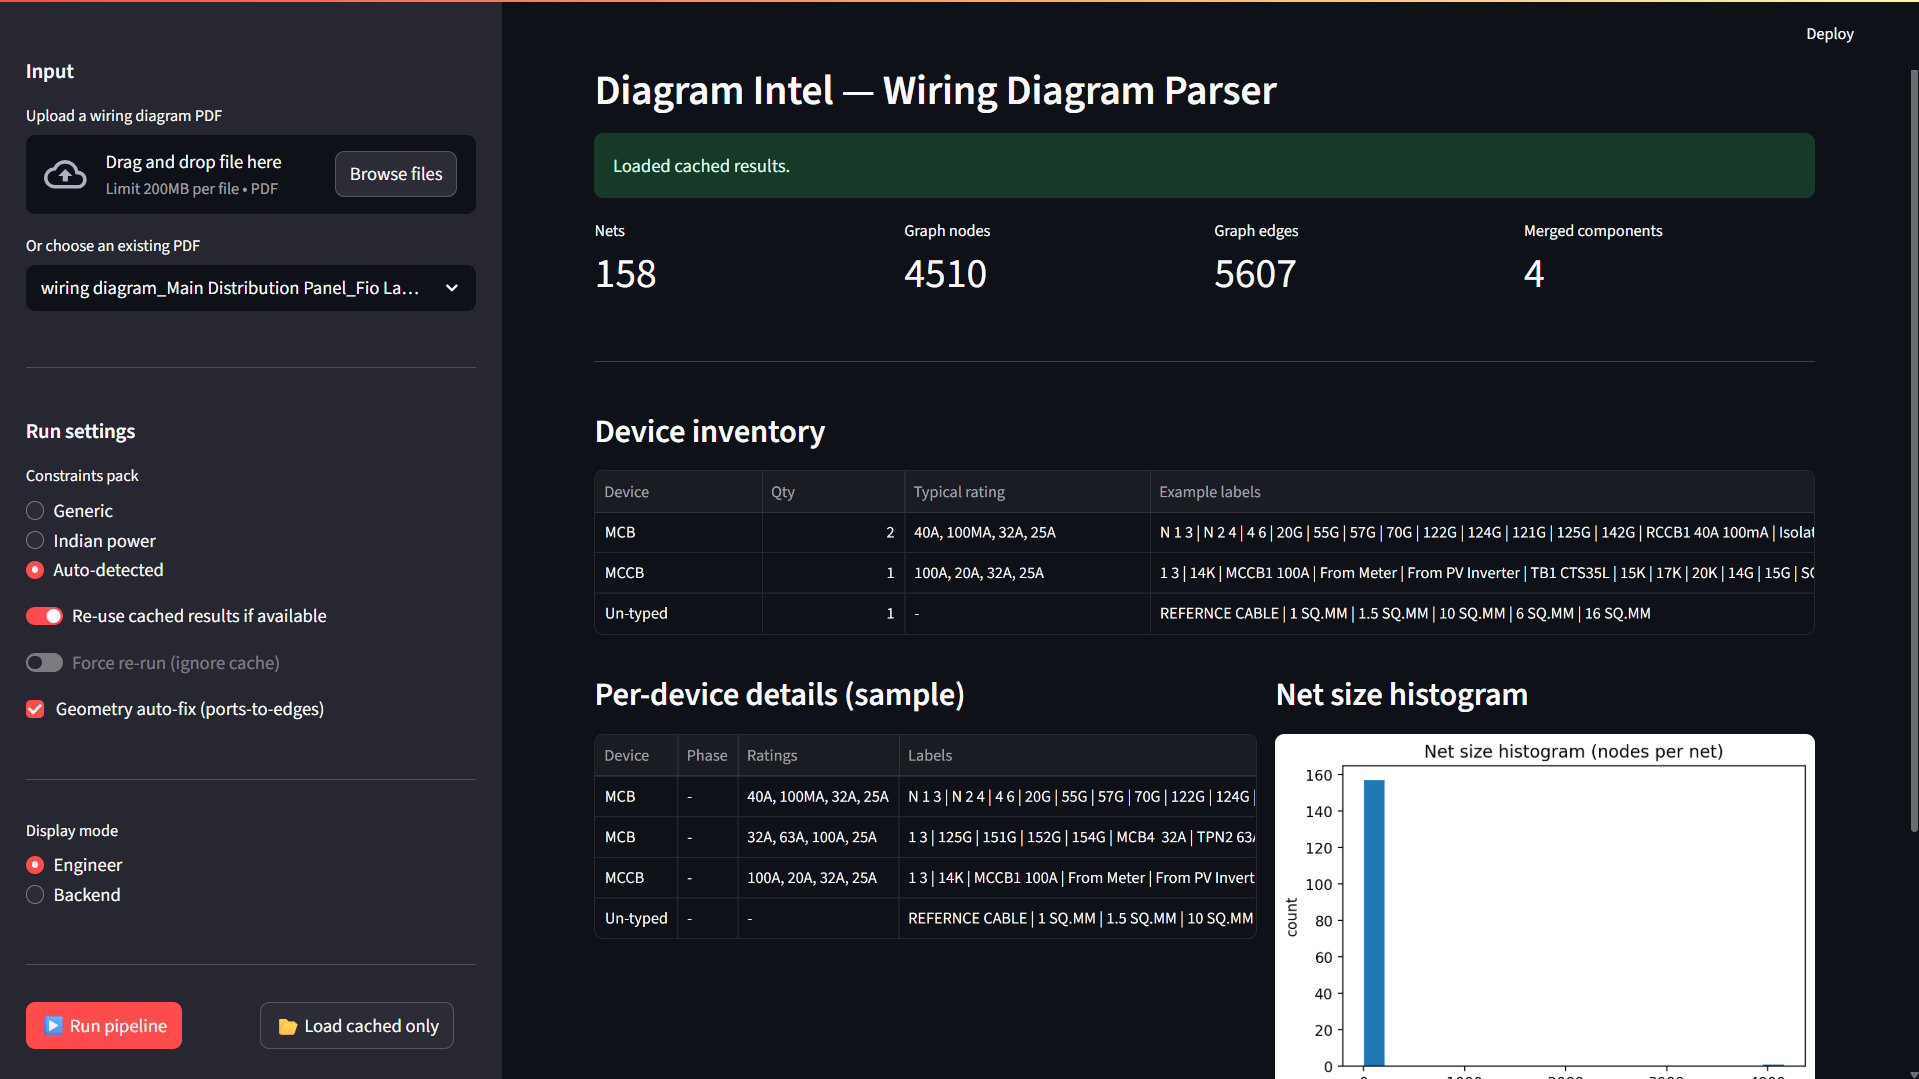 Deploy
Input
Upload a wiring diagram PDF
Drag and drop file here
Limit 200MB per file • PDF
Browse files
Or choose an existing PDF
wiring diagram_Main Distribution Panel_Fio La...
Run settings
Constraints pack
Generic
Indian power
Auto-detected
Re-use cached results if available
Force re-run (ignore cache)
Geometry auto-fix (ports-to-edges)
Display mode
Engineer
Backend
Run pipeline
Load cached only
Diagram Intel — Wiring Diagram Parser
Loaded cached results.
Nets
158
Graph nodes
4510
Graph edges
5607
Merged components
4
Device inventory
Device Qty Typical rating Example labels
MCB 2 40A, 100MA, 32A, 25A N 1 3 | N 2 4 | 4 6 | 20G | 55G | 57G | 70G | 122G | 124G | 121G | 125G | 142G | RCCB1 40A 100mA | Isolat
MCCB 1 100A, 20A, 32A, 25A 1 3 | 14K | MCCB1 100A | From Meter | From PV Inverter | TB1 CTS35L | 15K | 17K | 20K | 14G | 15G | SC
Un-typed 1 - REFERNCE CABLE | 1 SQ.MM | 1.5 SQ.MM | 10 SQ.MM | 6 SQ.MM | 16 SQ.MM
Per-device details (sample)
Device Phase Ratings Labels
MCB - 40A, 100MA, 32A, 25A N 1 3 | N 2 4 | 4 6 | 20G | 55G | 57G | 70G | 122G | 124G |
MCB - 32A, 63A, 100A, 25A 1 3 | 125G | 151G | 152G | 154G | MCB4 32A | TPN2 63A
MCCB - 100A, 20A, 32A, 25A 1 3 | 14K | MCCB1 100A | From Meter | From PV Invert
Un-typed - - REFERNCE CABLE | 1 SQ.MM | 1.5 SQ.MM | 10 SQ.MM
Net size histogram
Net size histogram (nodes per net)
160
140
120
100
80
60
40
20
0
count
0 1000 2000 3000 4000